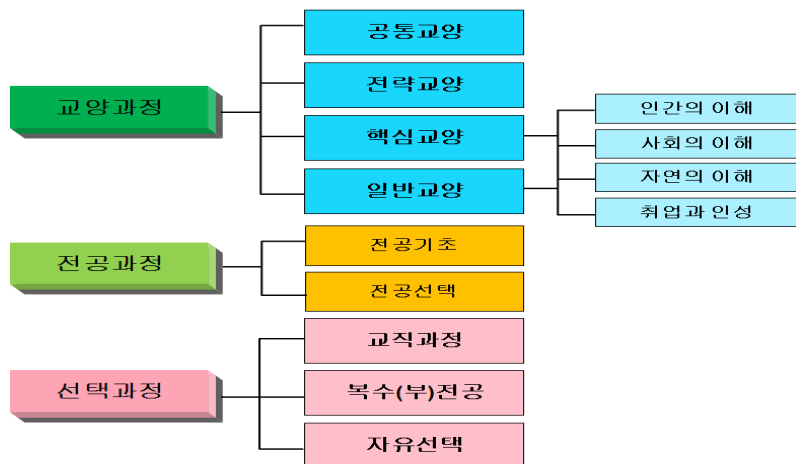 교양과정
공통교양
전략교양
핵심교양
일반교양
인간의 이해
사회의 이해
자연의 이해
취업과 인성
전공과정
전공기초
전공선택
선택과정
교직과정
복수(부)전공
자유선택